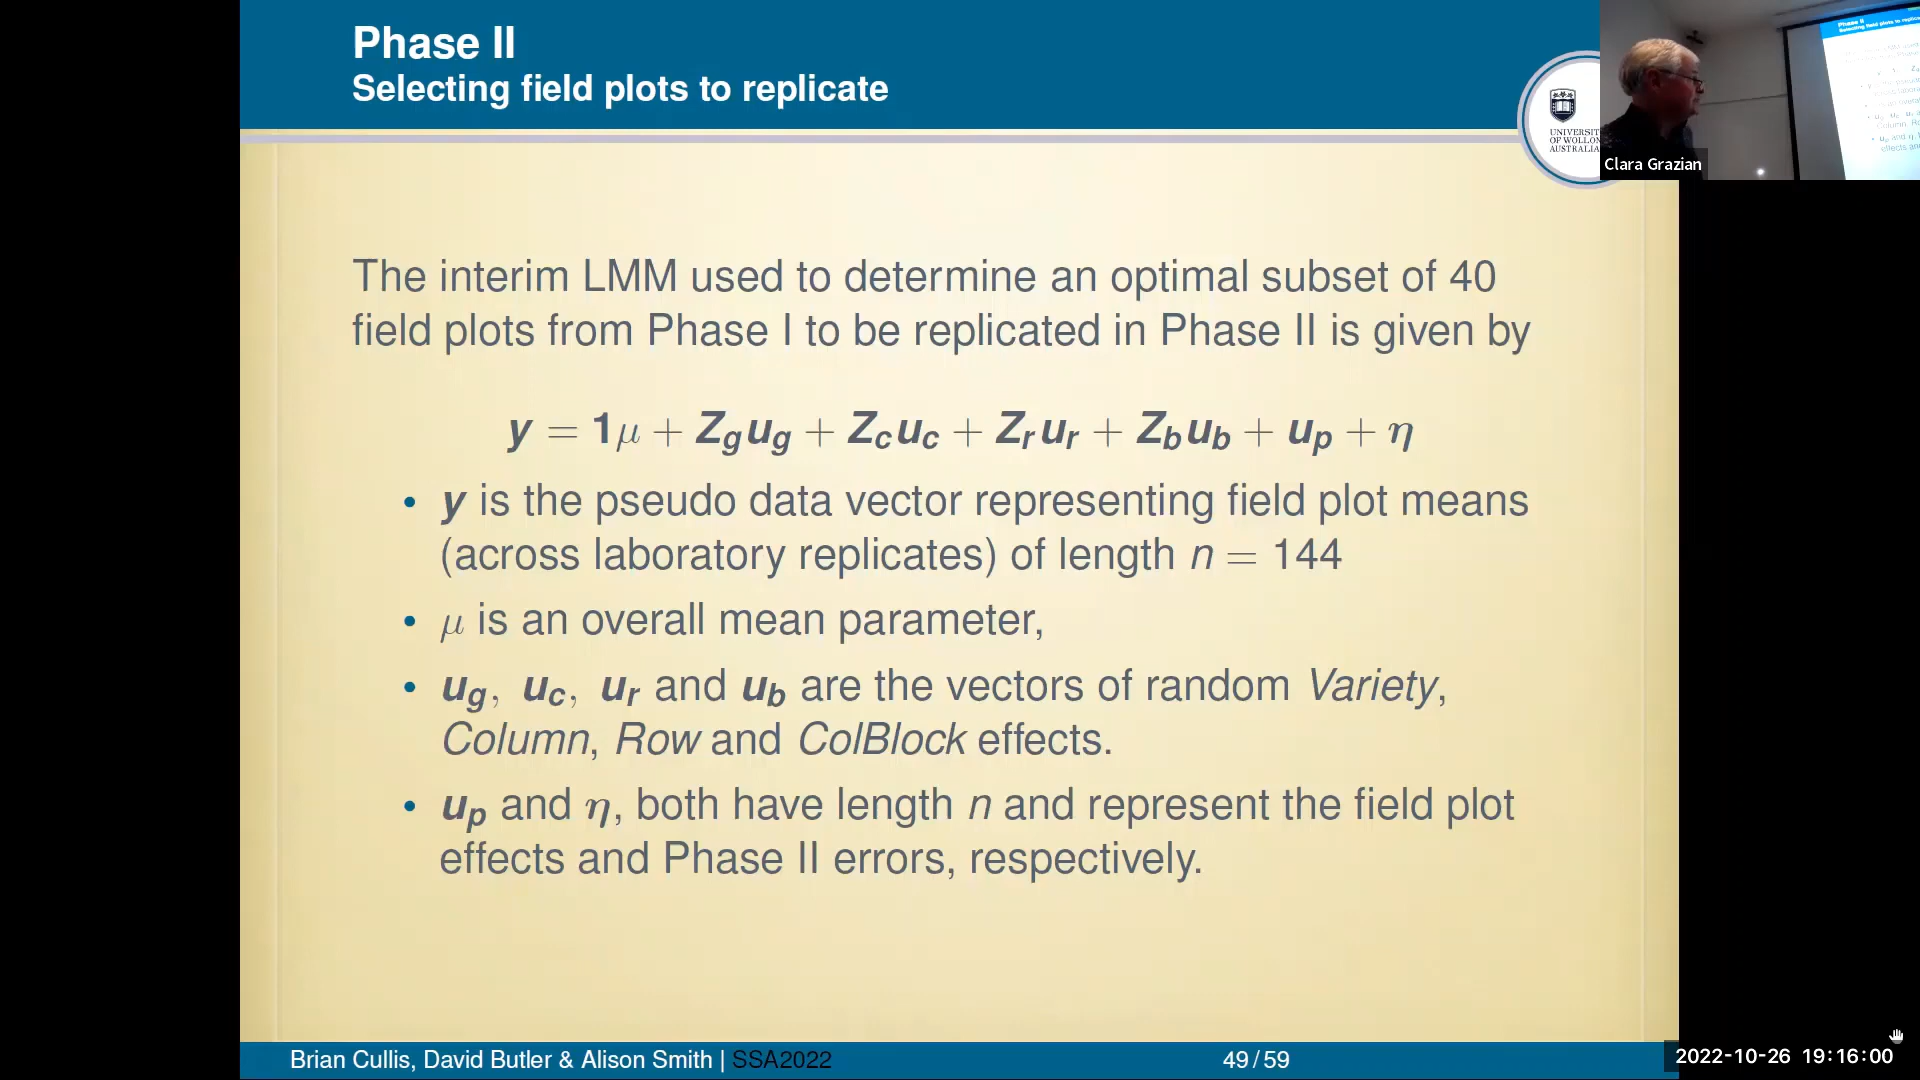 Phase II
Selecting field plots to replicate
UNIVERSIT
OF WOLLON
AUSTRALIA
Clara Grazian
The interim LMM used to determine an optimal subset of 40
field plots from Phase I to be replicated in Phase II is given by
y = 1μ + Z_g u_g + Z_c u_c + Z_r u_r + Z_b u_b + u_p + η
• y is the pseudo data vector representing field plot means
(across laboratory replicates) of length n = 144
• μ is an overall mean parameter,
• u_g, u_c, u_r and u_b are the vectors of random Variety,
Column, Row and ColBlock effects.
• u_p and η, both have length n and represent the field plot
effects and Phase II errors, respectively.
Brian Cullis, David Butler & Alison Smith | SSA2022
49/59
2022-10-26 19:16:00